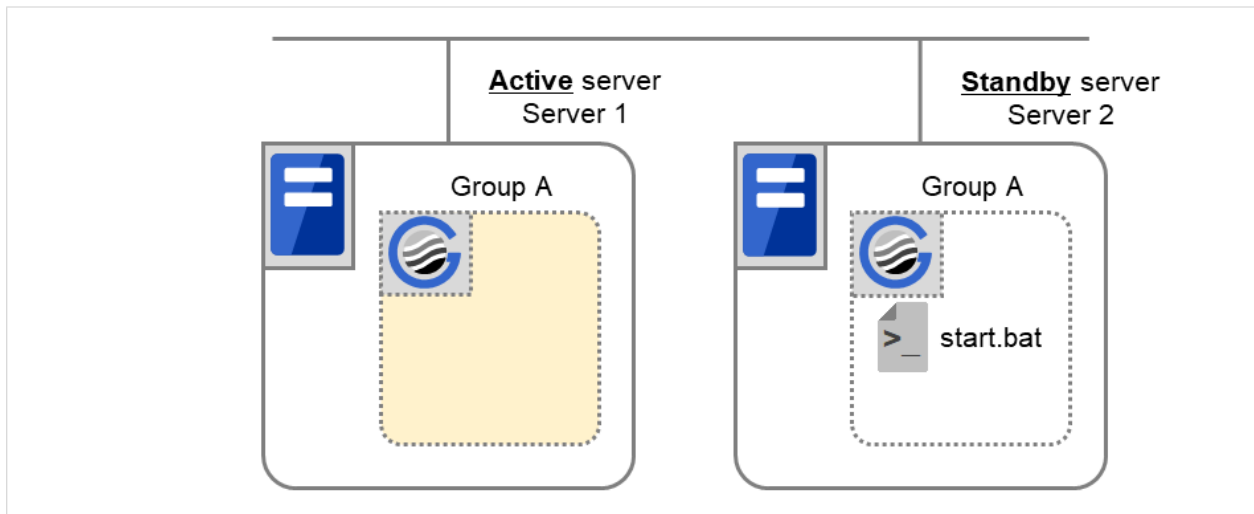 Active server
Server 1
Standby server
Server 2
Group A
Group A
>_ start.bat